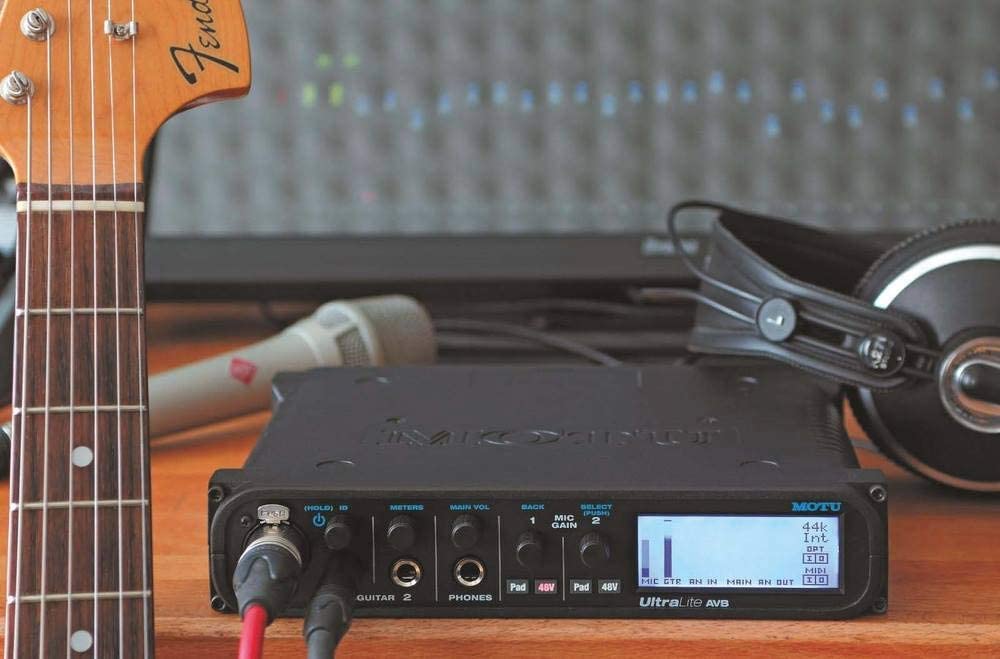 Fend
MOTU
(HOLD) ID
METERS
MAIN VOL
BACK
1
MIC
GAIN
SELECT
(PUSH)
2
MOTU
44k
Int
OPT
I O
MIDI
I O
MIC GTR AN IN MAIN AN OUT
GUITAR 2
PHONES
Pad 48V
Pad 48V
UltraLite AVB
L